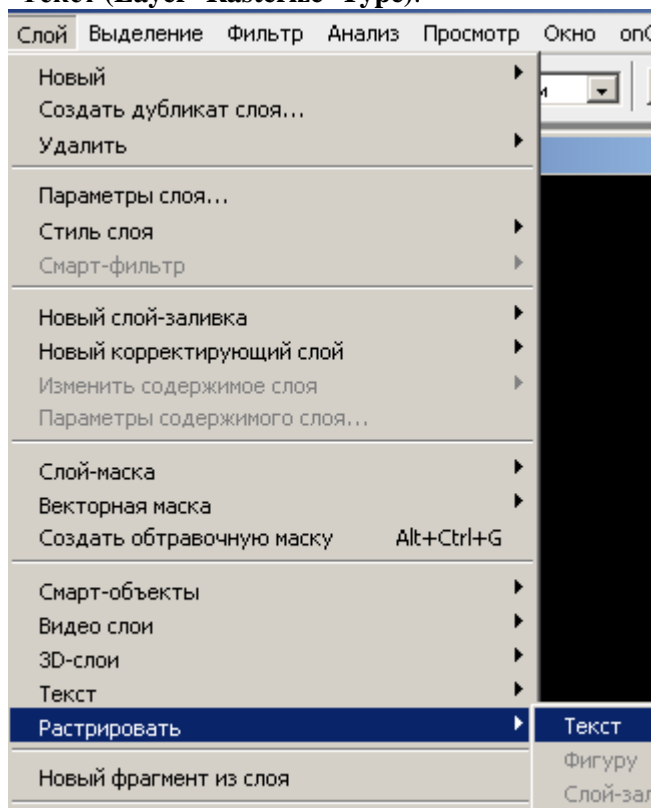 Текст (Layer Rasterize Type).
Слой Выделение Фильтр Анализ Просмотр Окно
Новый
Создать дубликат слоя...
Удалить
Параметры слоя...
Стиль слоя
Смарт-фильтр
Новый слой-заливка
Новый корректирующий слой
Изменить содержимое слоя
Параметры содержимого слоя...
Слой-маска
Векторная маска
Создать обтравочную маску Alt+Ctrl+G
Смарт-объекты
Видео слои
3D-слои
Текст
Растрировать Текст
Фигуру
Новый фрагмент из слоя